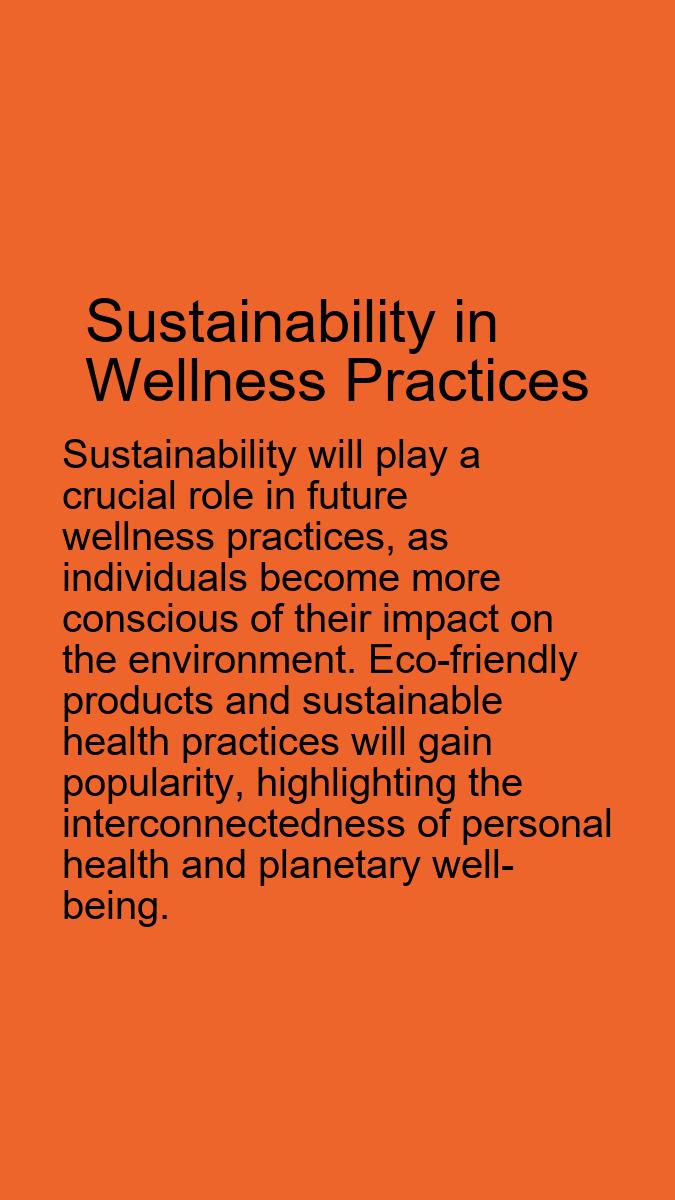 Sustainability in
Wellness Practices
Sustainability will play a
crucial role in future
wellness practices, as
individuals become more
conscious of their impact on
the environment. Eco-friendly
products and sustainable
health practices will gain
popularity, highlighting the
interconnectedness of personal
health and planetary well-
being.